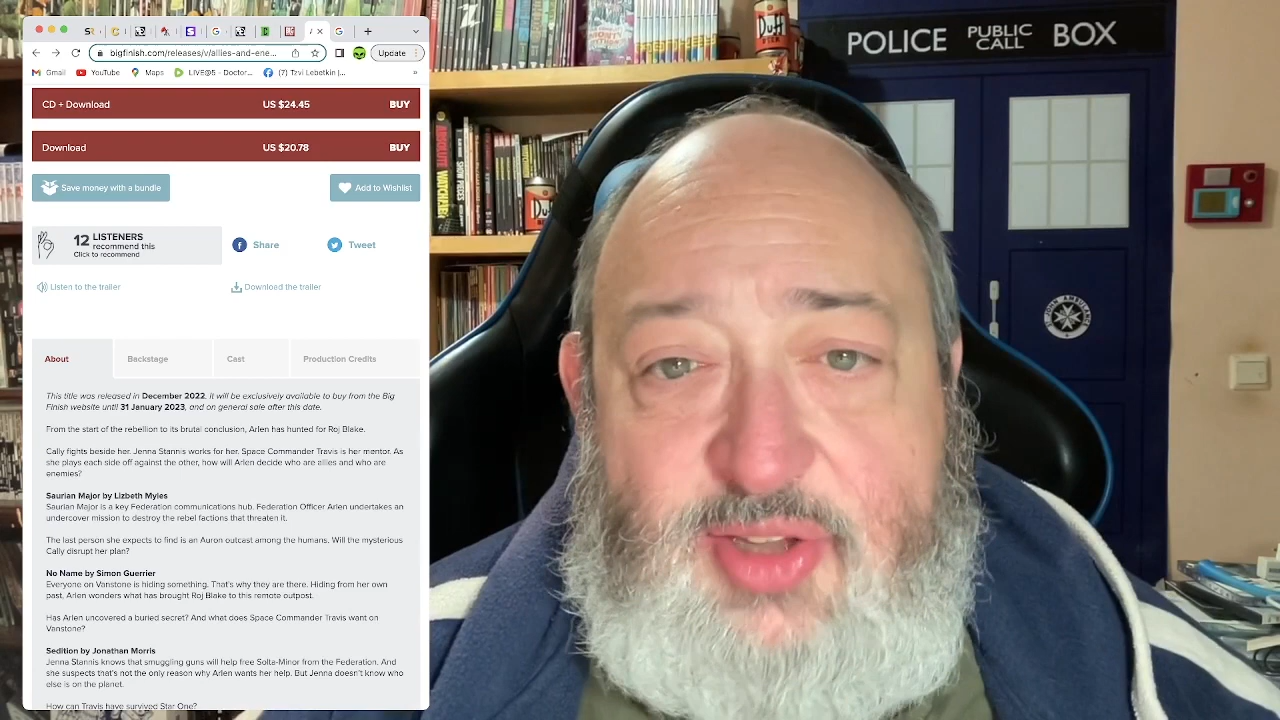 bigfinish.com/releases/v/allies-and-ene...
Update
Gmail
YouTube
Maps
LIVE@5 - Doctor...
(7) Tzvi Lebetkin |...
»
CD + Download US $24.45 BUY
Download US $20.78 BUY
Save money with a bundle
Add to Wishlist
12 LISTENERS
recommend this
Click to recommend
Share
Tweet
Listen to the trailer
Download the trailer
About
Backstage
Cast
Production Credits
This title was released in December 2022. It will be exclusively available to buy from the Big
Finish website until 31 January 2023, and on general sale after this date.
From the start of the rebellion to its brutal conclusion, Arlen has hunted for Roj Blake.
Cally fights beside her. Jenna Stannis works for her. Space Commander Travis is her mentor. As
she plays each side off against the other, how will Arlen decide who are allies and who are
enemies?
Saurian Major by Lizbeth Myles
Saurian Major is a key Federation communications hub. Federation Officer Arlen undertakes an
undercover mission to destroy the rebel factions that threaten it.
The last person she expects to find is an Auron outcast among the humans. Will the mysterious
Cally disrupt her plan?
No Name by Simon Guerrier
Everyone on Vanstone is hiding something. That's why they are there. Hiding from her own
past, Arlen wonders what has brought Roj Blake to this remote outpost.
Has Arlen uncovered a buried secret? And what does Space Commander Travis want on
Vanstone?
Sedition by Jonathan Morris
Jenna Stannis knows that smuggling guns will help free Solta-Minor from the Federation. And
she suspects that's not the only reason why Arlen wants her help. But Jenna doesn't know who
else is on the planet.
How can Travis have survived Star One?
POLICE PUBLIC CALL BOX
ST JOHN AMBULANCE
Duff
Duff
ABSOLUTE